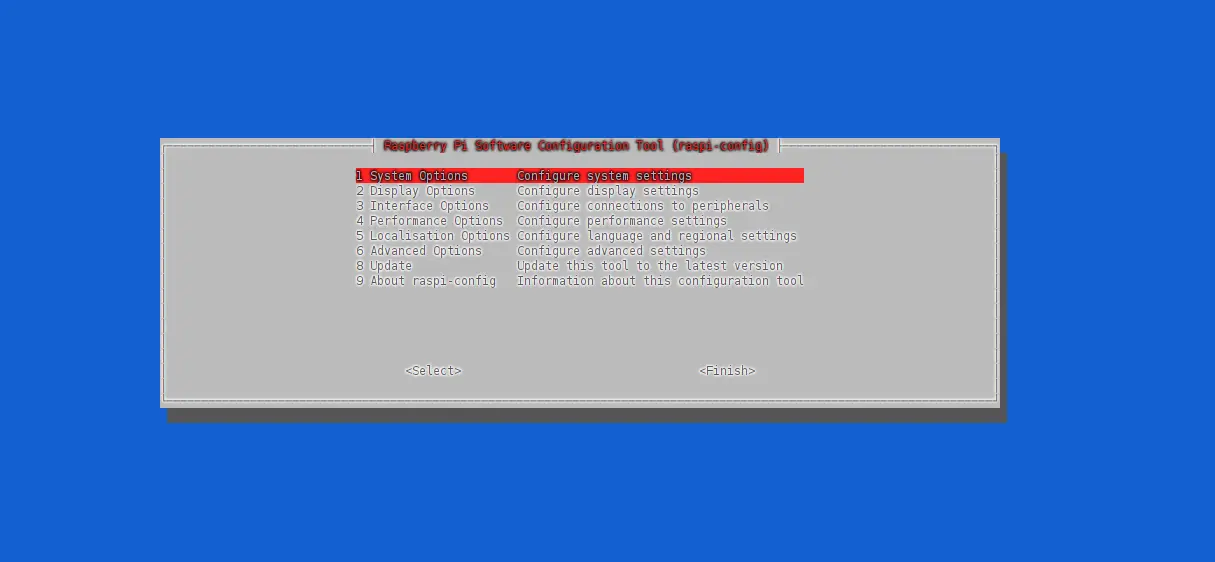 Raspberry Pi Software Configuration Tool (raspi-config)
1 System Options Configure system settings
2 Display Options Configure display settings
3 Interface Options Configure connections to peripherals
4 Performance Options Configure performance settings
5 Localisation Options Configure language and regional settings
6 Advanced Options Configure advanced settings
8 Update Update this tool to the latest version
9 About raspi-config Information about this configuration tool
<Select> <Finish>